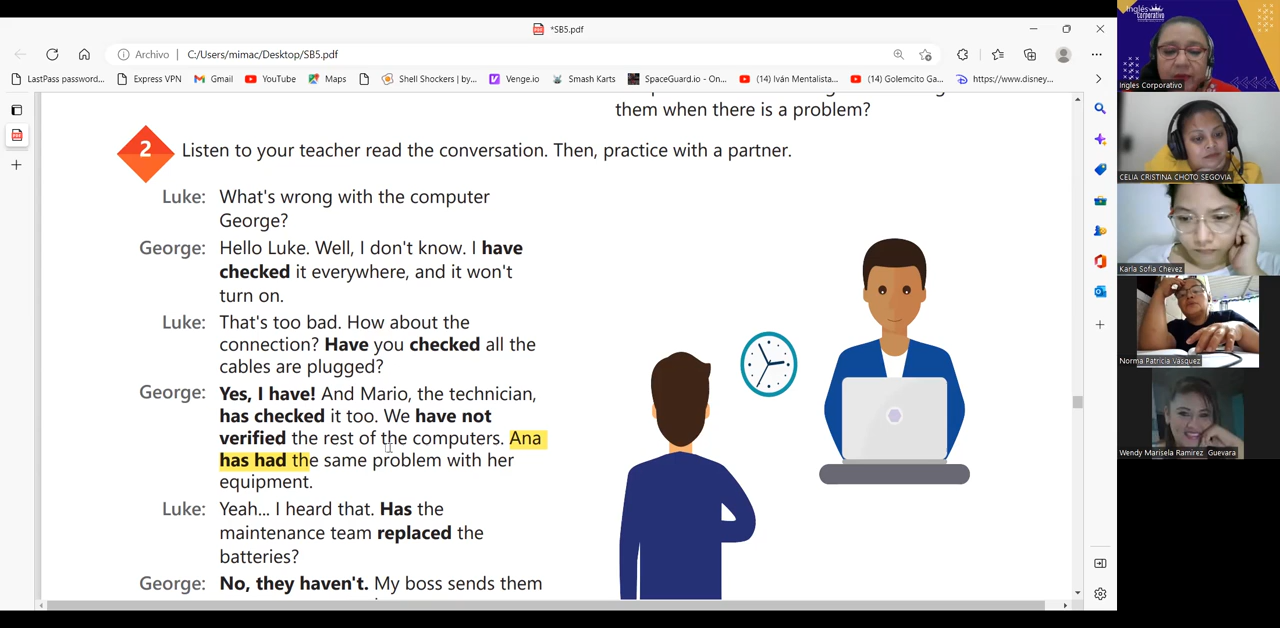 *SB5.pdf
Archivo | C:/Users/mimac/Desktop/SB5.pdf
LastPass password... Express VPN Gmail YouTube Maps Shell Shockers | by... Venge.io Smash Karts SpaceGuard.io - On... (14) Iván Mentalista... (14) Golemcito Ga... https://www.disney...
them when there is a problem?
2 Listen to your teacher read the conversation. Then, practice with a partner.
Luke: What's wrong with the computer
George?
George: Hello Luke. Well, I don't know. I have
checked it everywhere, and it won't
turn on.
Luke: That's too bad. How about the
connection? Have you checked all the
cables are plugged?
George: Yes, I have! And Mario, the technician,
has checked it too. We have not
verified the rest of the computers. Ana
has had the same problem with her
equipment.
Luke: Yeah... I heard that. Has the
maintenance team replaced the
batteries?
George: No, they haven't. My boss sends them
Inglés
Corporativo
Ingles Corporativo
CELIA CRISTINA CHOTO SEGOVIA
Karla Sofia Chevez
Norma Patricia Vásquez
Wendy Marisela Ramirez Guevara